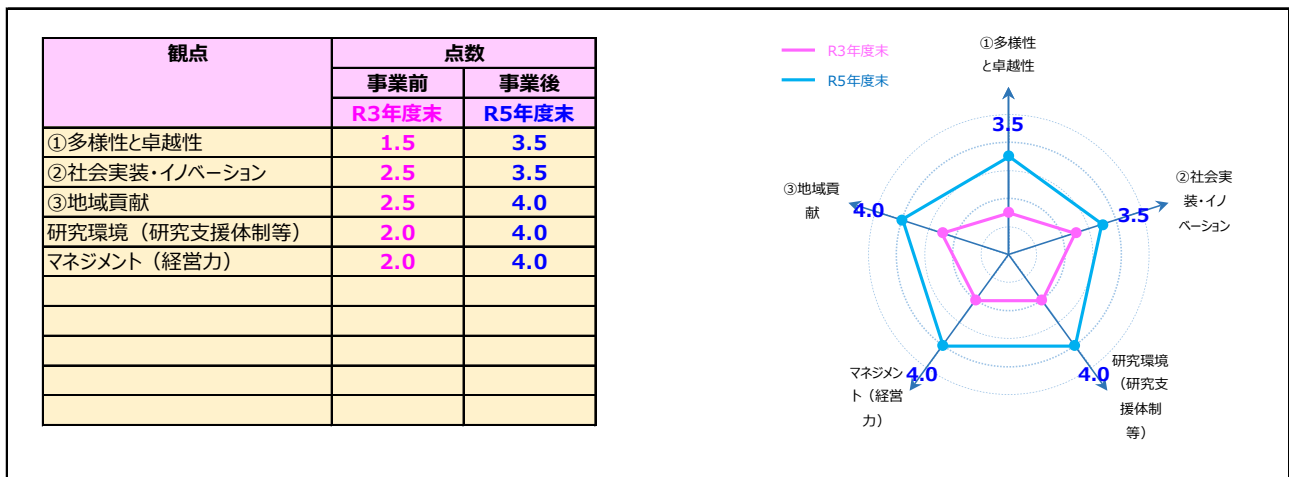 観点 点数
事業前 事業後
R3年度末 R5年度末
①多様性と卓越性 1.5 3.5
②社会実装・イノベーション 2.5 3.5
③地域貢献 2.5 4.0
研究環境（研究支援体制等） 2.0 4.0
マネジメント（経営力） 2.0 4.0
R3年度末
R5年度末
①多様性
と卓越性
3.5
②社会実
装・イノ
ベーション
3.5
研究環境
（研究支
援体制
等）
4.0
マネジメン
ト（経営
力）
4.0
③地域貢
献
4.0